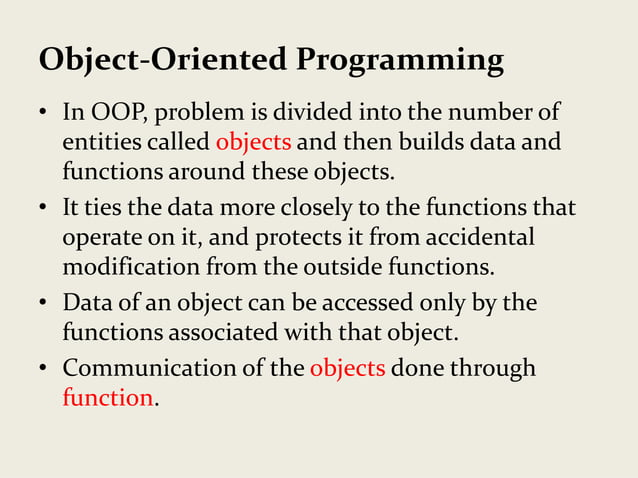 Object-Oriented Programming
• In OOP, problem is divided into the number of
entities called objects and then builds data and
functions around these objects.
• It ties the data more closely to the functions that
operate on it, and protects it from accidental
modification from the outside functions.
• Data of an object can be accessed only by the
functions associated with that object.
• Communication of the objects done through
function.